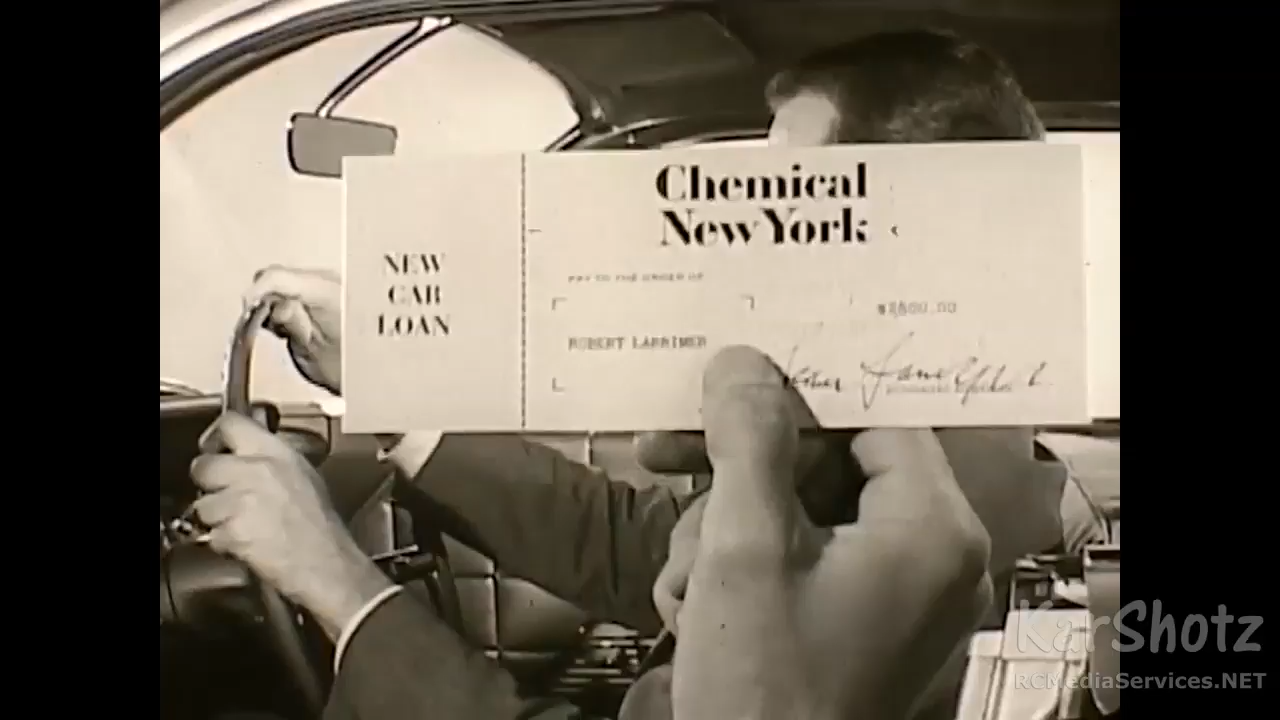 Chemical
New York
NEW
CAR
LOAN
PAY TO THE ORDER OF
ROBERT LARRIMER
KarShotz
RCMediaServices.NET